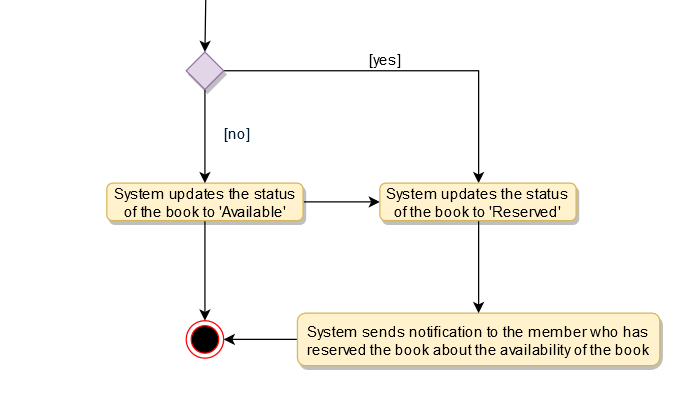 [yes]
[no]
System updates the status
of the book to 'Available'
System updates the status
of the book to 'Reserved'
System sends notification to the member who has
reserved the book about the availability of the book